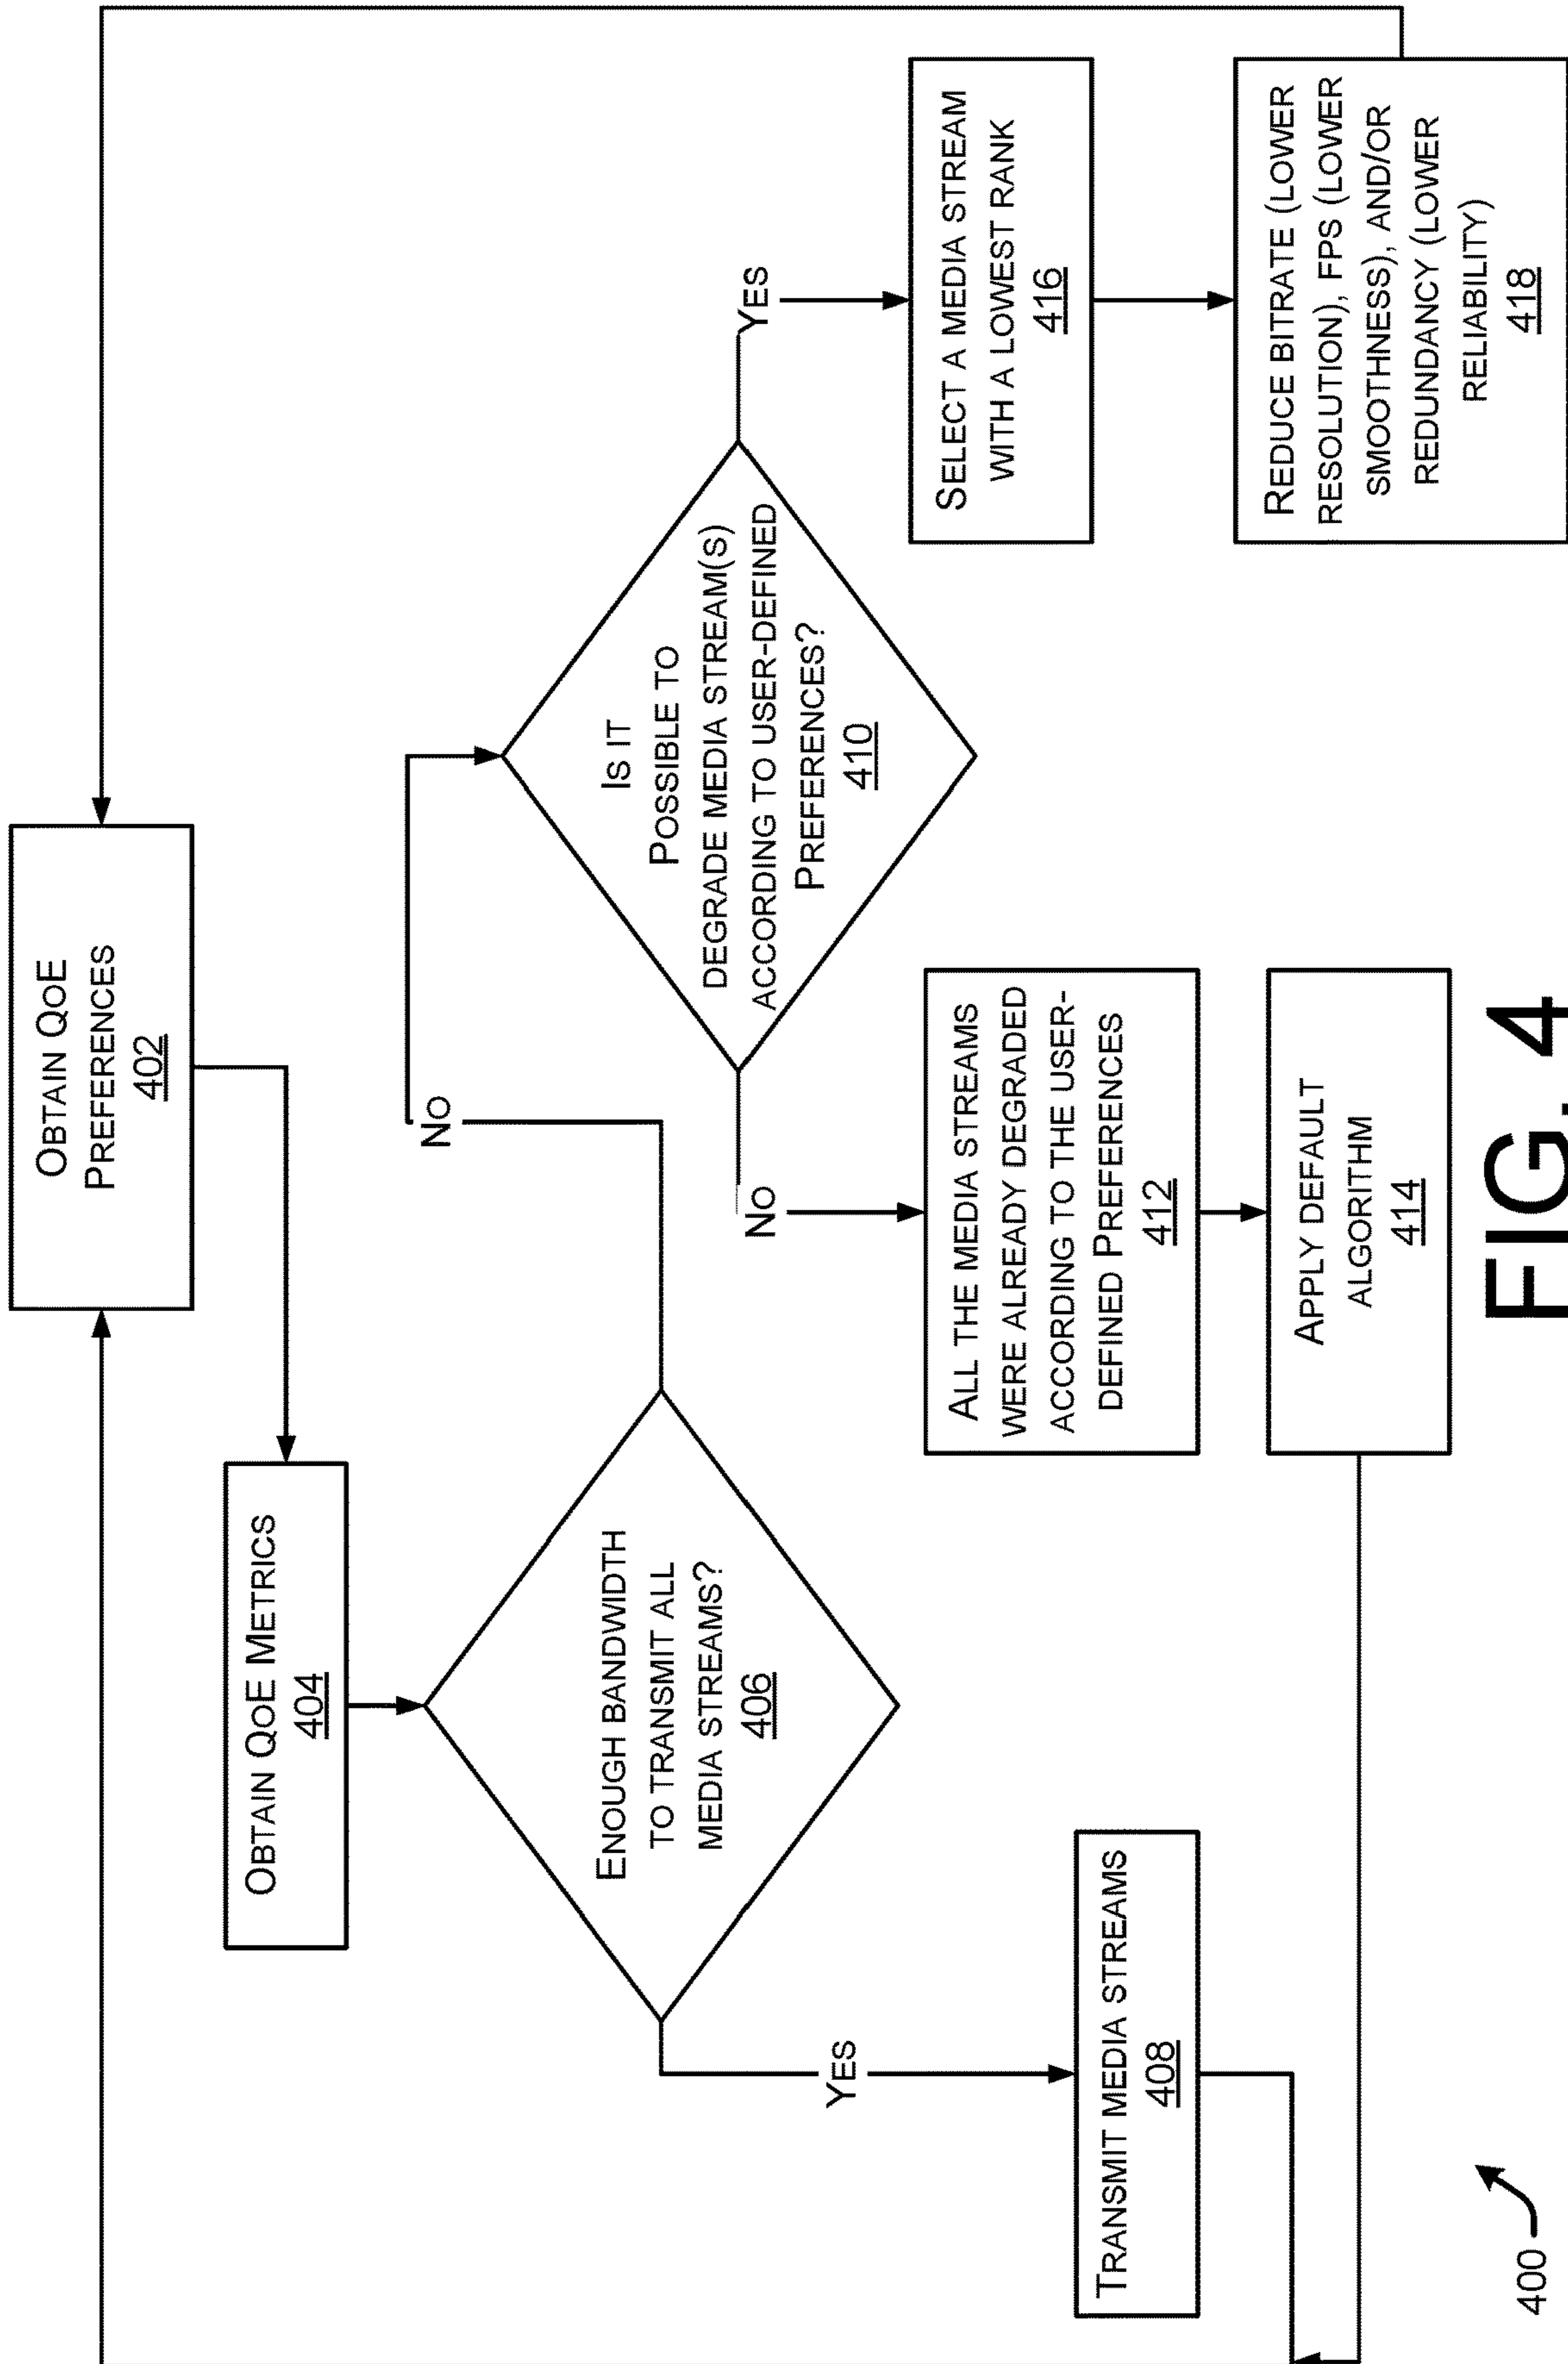 OBTAIN QOE
PREFERENCES
402
OBTAIN QOE METRICS
404
ENOUGH BANDWIDTH
TO TRANSMIT ALL
MEDIA STREAMS?
406
YES
NO
TRANSMIT MEDIA STREAMS
408
IS IT
POSSIBLE TO
DEGRADE MEDIA STREAM(S)
ACCORDING TO USER-DEFINED
PREFERENCES?
410
NO
YES
ALL THE MEDIA STREAMS
WERE ALREADY DEGRADED
ACCORDING TO THE USER-
DEFINED PREFERENCES
412
APPLY DEFAULT
ALGORITHM
414
SELECT A MEDIA STREAM
WITH A LOWEST RANK
416
REDUCE BITRATE (LOWER
RESOLUTION), FPS (LOWER
SMOOTHNESS), AND/OR
REDUNDANCY (LOWER
RELIABILITY)
418
400
FIG. 4